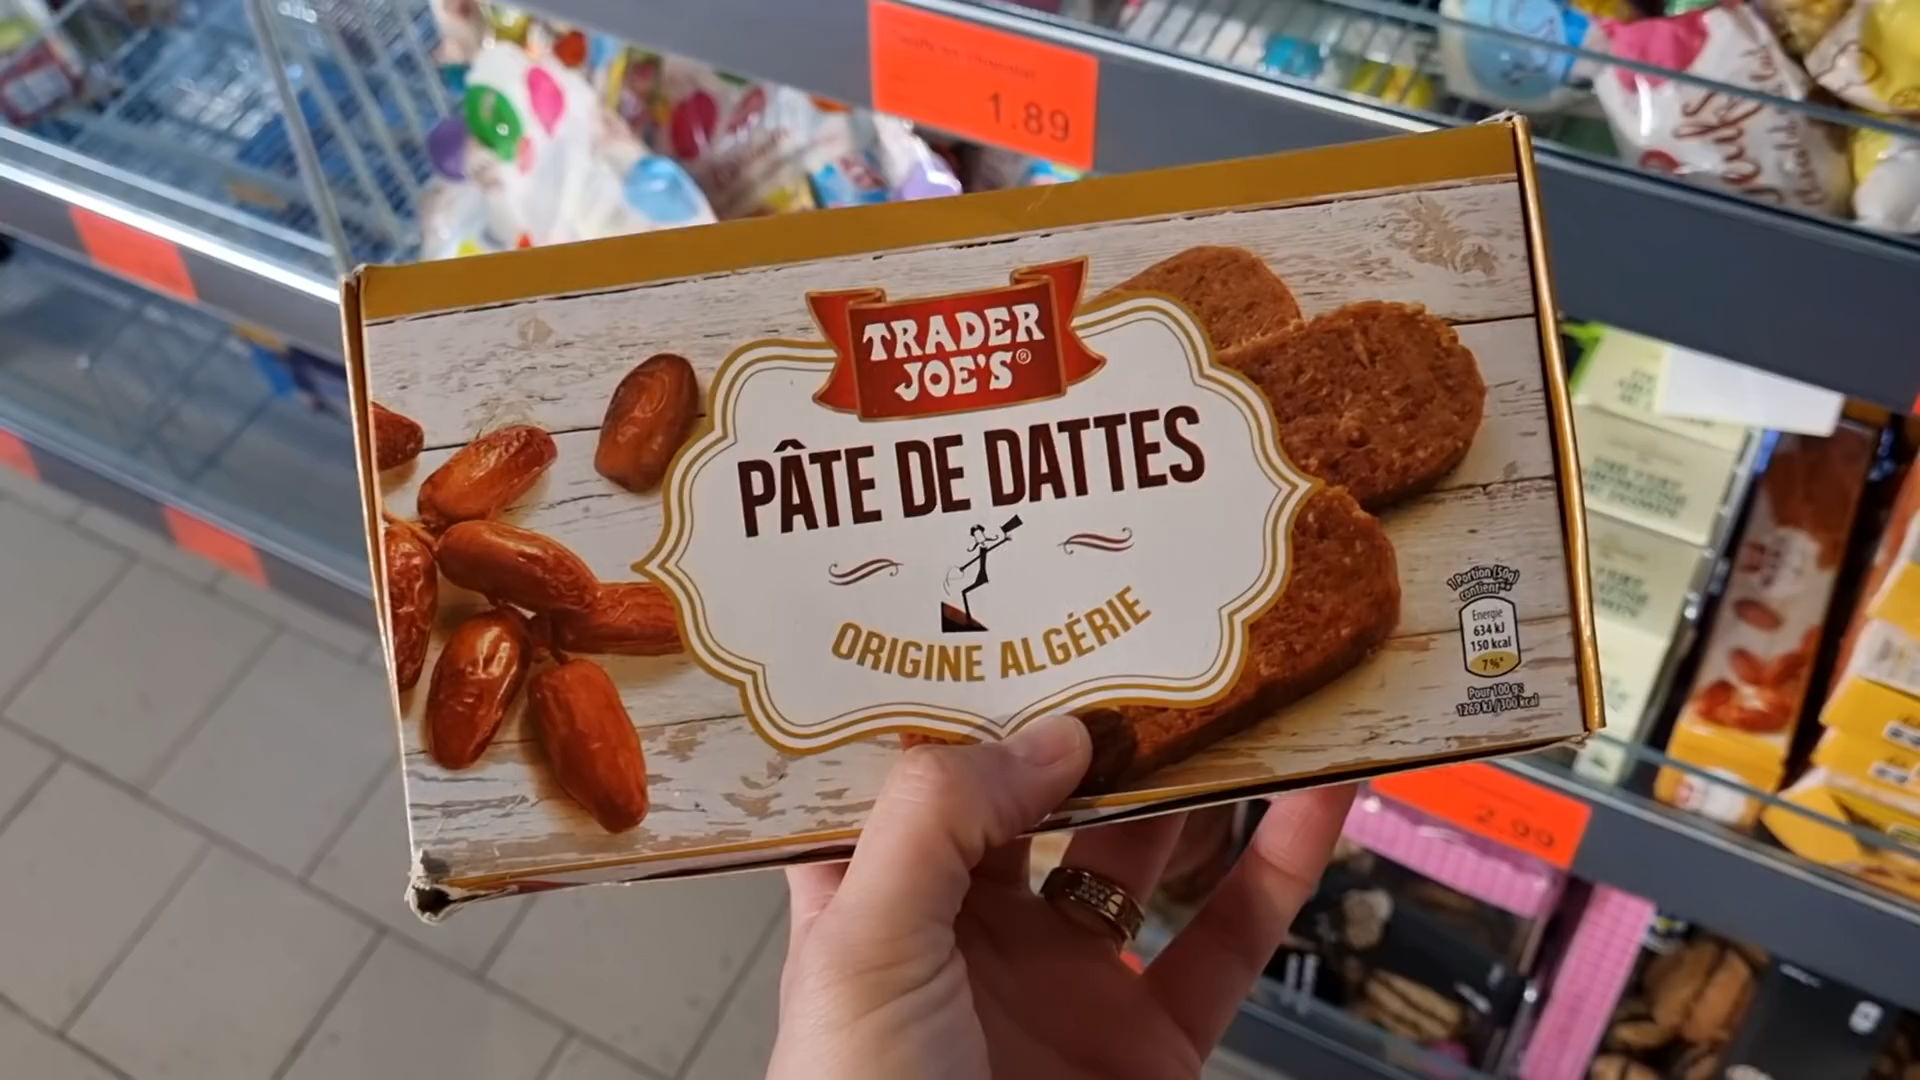 1.89
TRADER
JOE'S®
PÂTE DE DATTES
ORIGINE ALGÉRIE
1 Portion (50g)
contient**
Energie
634 kJ
150 kcal
7%*
Pour 100 g:
1269 kJ / 300 kcal
2.99